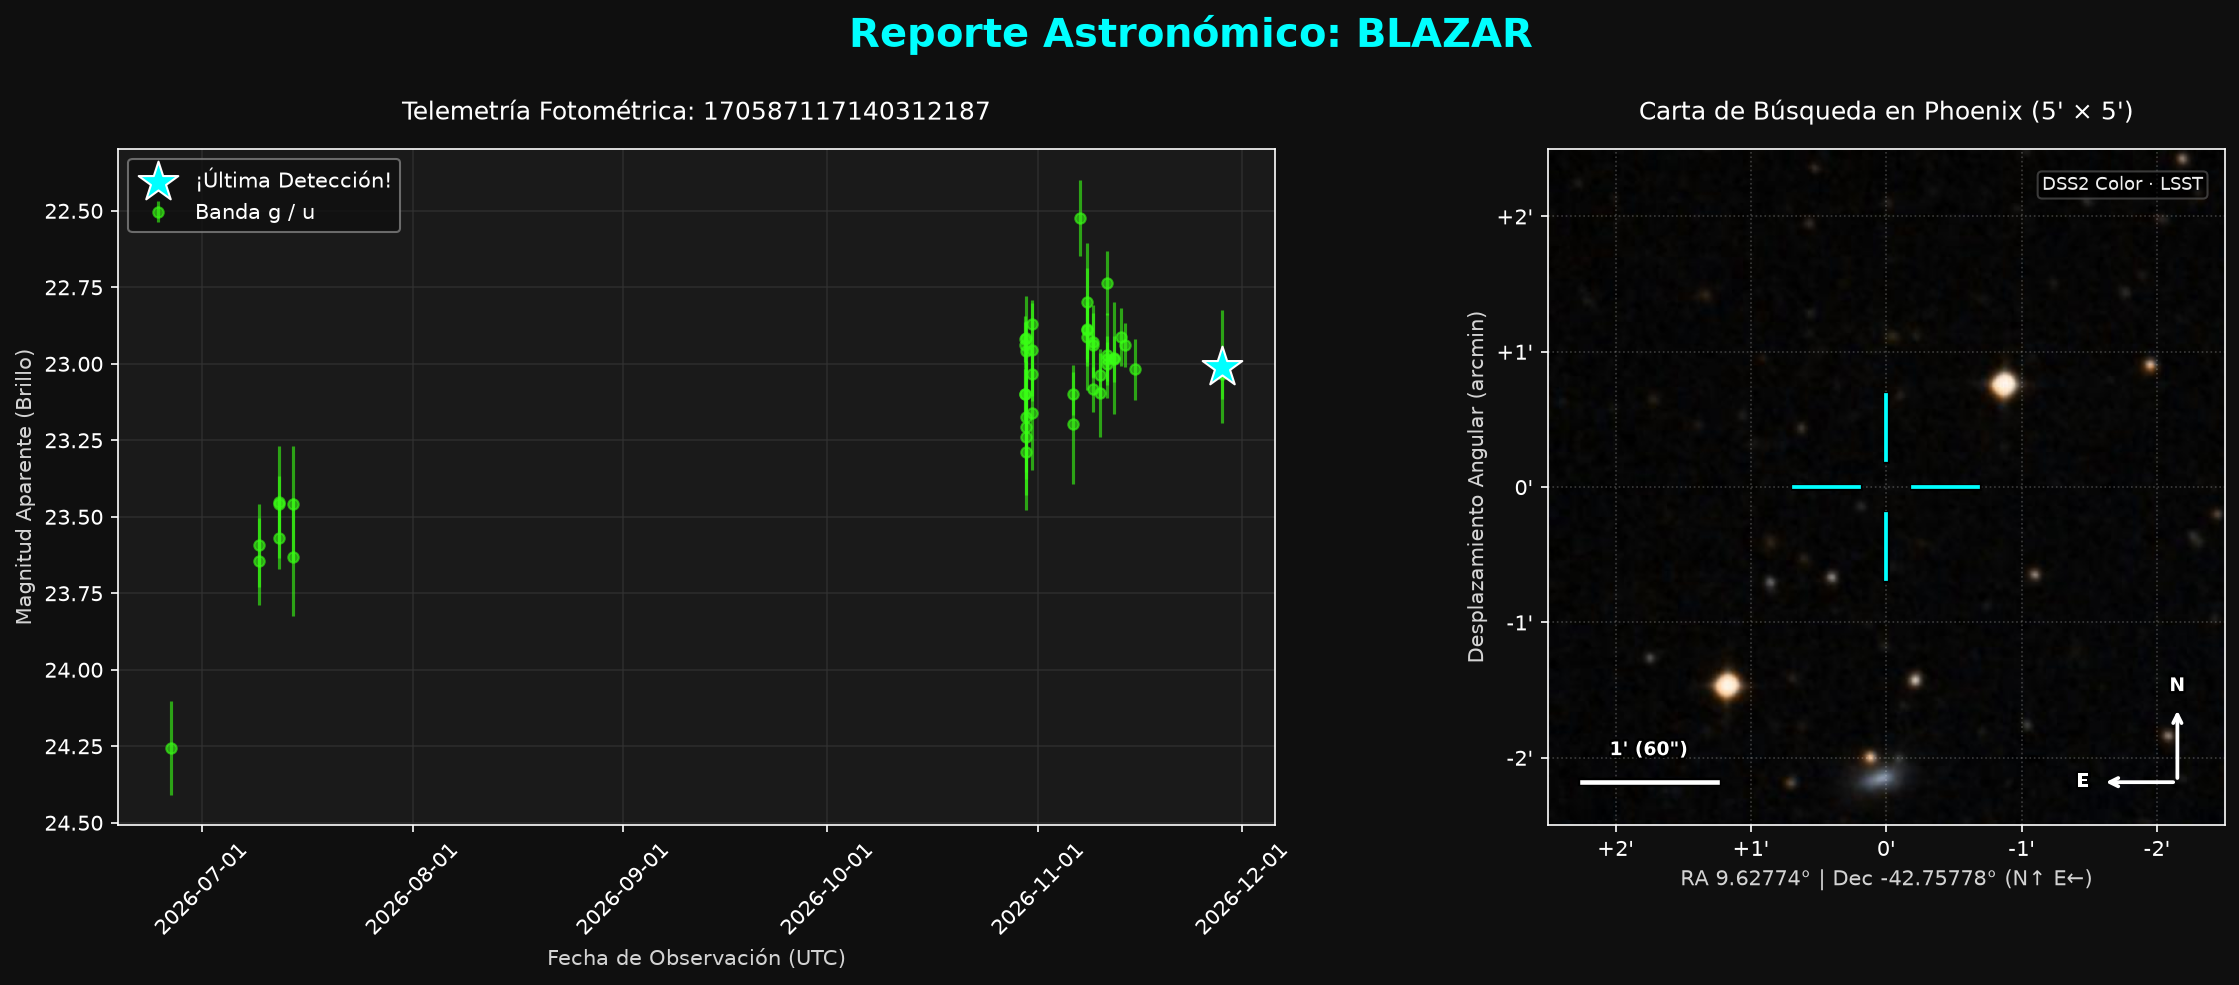 Reporte Astronómico: BLAZAR
Telemetría Fotométrica: 170587117140312187
¡Última Detección!
Banda g / u
Magnitud Aparente (Brillo)
22.50
22.75
23.00
23.25
23.50
23.75
24.00
24.25
24.50
2026-07-01
2026-08-01
2026-09-01
2026-10-01
2026-11-01
2026-12-01
Fecha de Observación (UTC)
Carta de Búsqueda en Phoenix (5' × 5')
DSS2 Color · LSST
Desplazamiento Angular (arcmin)
+2'
+1'
0'
-1'
-2'
N
E
1' (60")
+2'
+1'
0'
-1'
-2'
RA 9.62774° | Dec -42.75778° (N↑ E←)